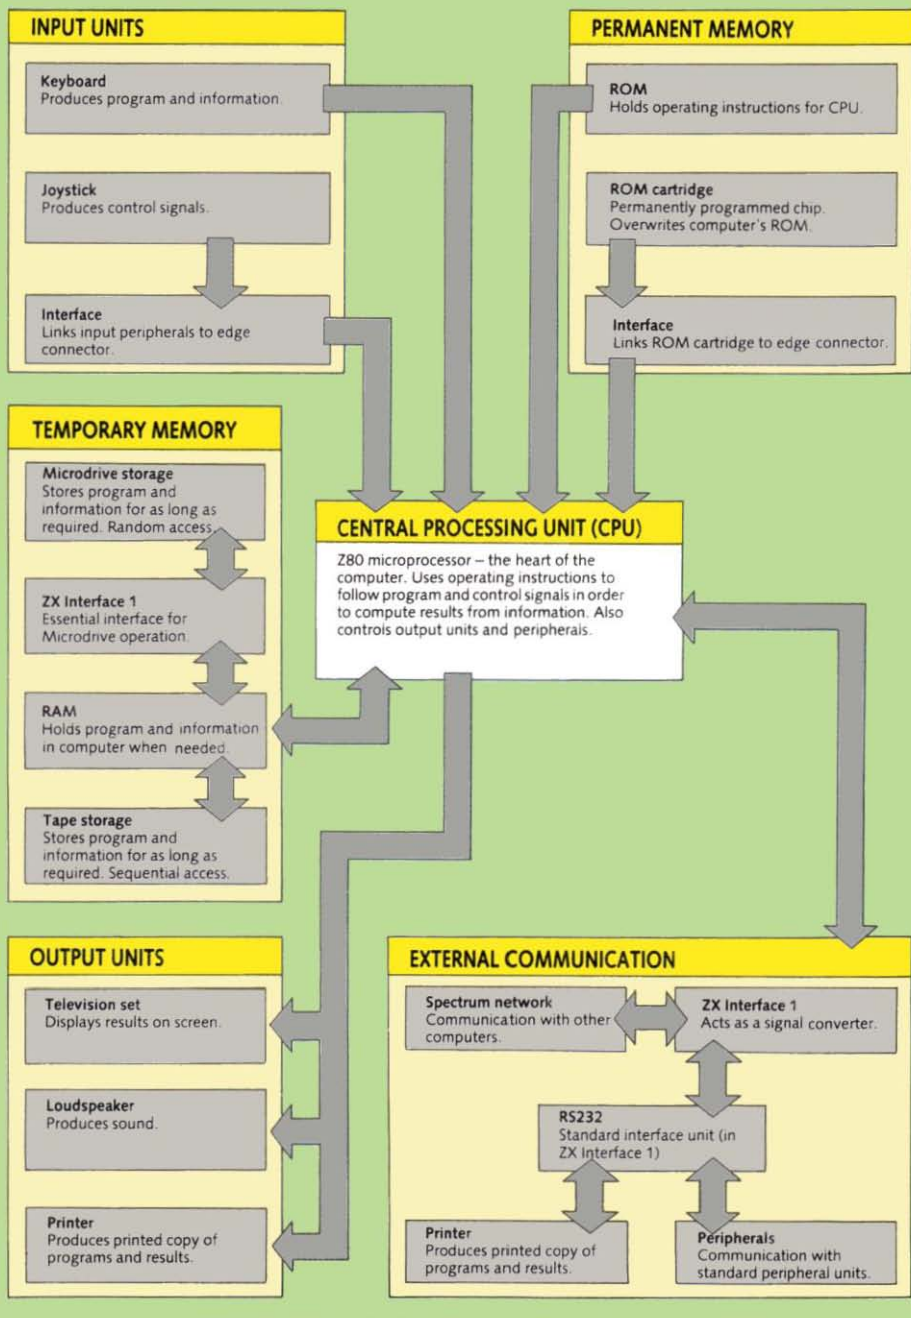 INPUT UNITS
Keyboard
Produces program and information.
Joystick
Produces control signals.
Interface
Links input peripherals to edge
connector.
PERMANENT MEMORY
ROM
Holds operating instructions for CPU.
ROM cartridge
Permanently programmed chip.
Overwrites computer's ROM.
Interface
Links ROM cartridge to edge connector.
TEMPORARY MEMORY
Microdrive storage
Stores program and
information for as long as
required. Random access.
ZX Interface 1
Essential interface for
Microdrive operation.
RAM
Holds program and information
in computer when needed.
Tape storage
Stores program and
information for as long as
required. Sequential access.
CENTRAL PROCESSING UNIT (CPU)
Z80 microprocessor – the heart of the
computer. Uses operating instructions to
follow program and control signals in order
to compute results from information. Also
controls output units and peripherals.
OUTPUT UNITS
Television set
Displays results on screen.
Loudspeaker
Produces sound.
Printer
Produces printed copy of
programs and results.
EXTERNAL COMMUNICATION
Spectrum network
Communication with other
computers.
ZX Interface 1
Acts as a signal converter.
RS232
Standard interface unit (in
ZX Interface 1)
Printer
Produces printed copy of
programs and results.
Peripherals
Communication with
standard peripheral units.